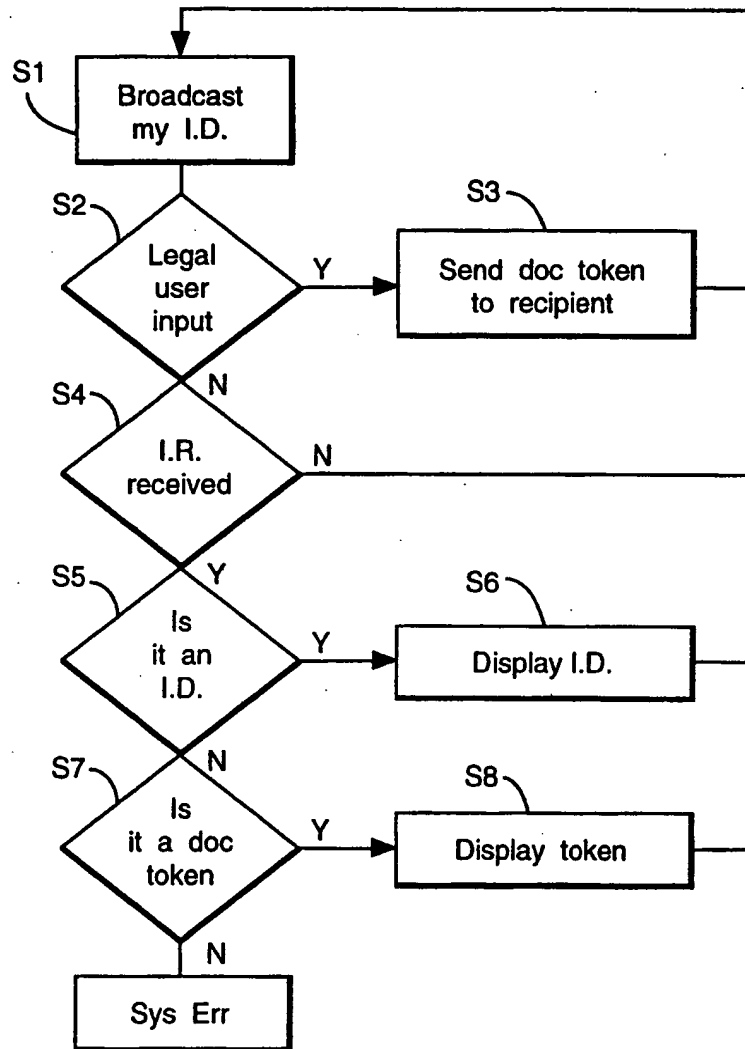 S1
Broadcast
my I.D.
S2
Legal
user
input
Y
S3
Send doc token
to recipient
N
S4
I.R.
received
N
Y
S5
Is
it an
I.D.
Y
S6
Display I.D.
N
S7
Is
it a doc
token
Y
S8
Display token
N
Sys Err